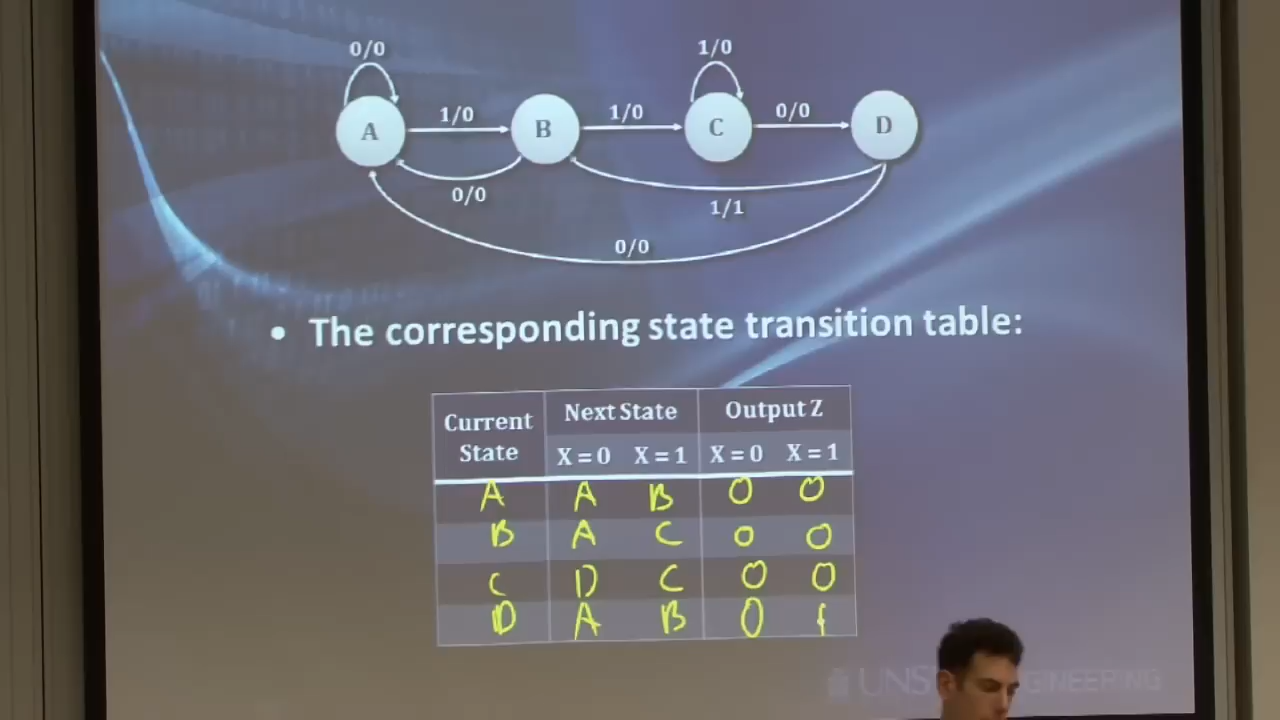 0/0
1/0
A
1/0
B
1/0
C
0/0
D
0/0
1/1
0/0
• The corresponding state transition table:
Current State Next State Output Z
X = 0 X = 1 X = 0 X = 1
A A B 0 0
B A C 0 0
C D C 0 0
D A B 0 1
UNS GINEERING